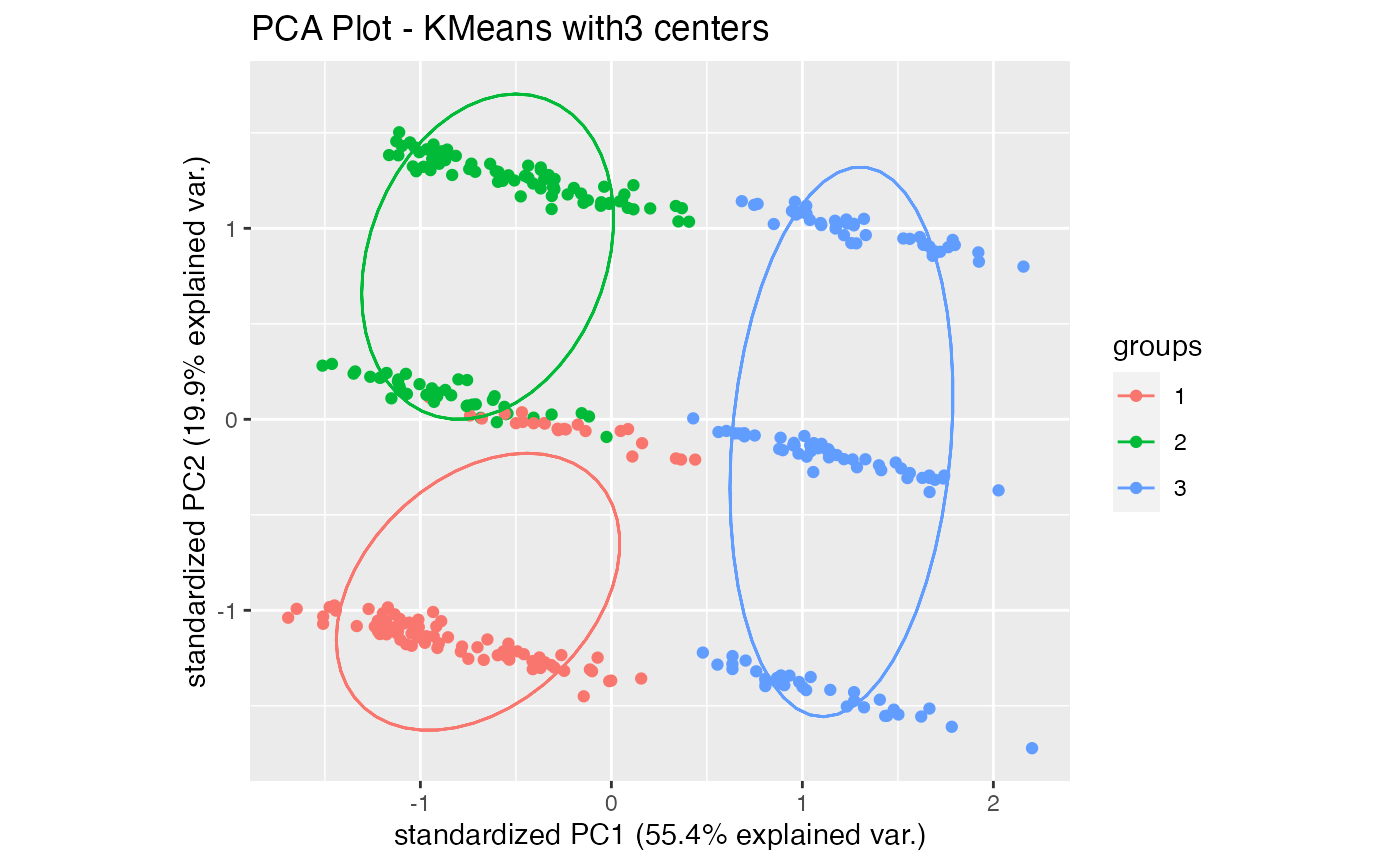 PCA Plot - KMeans with3 centers
standardized PC2 (19.9% explained var.)
1
0
-1
-1
0
1
2
standardized PC1 (55.4% explained var.)
groups
1
2
3